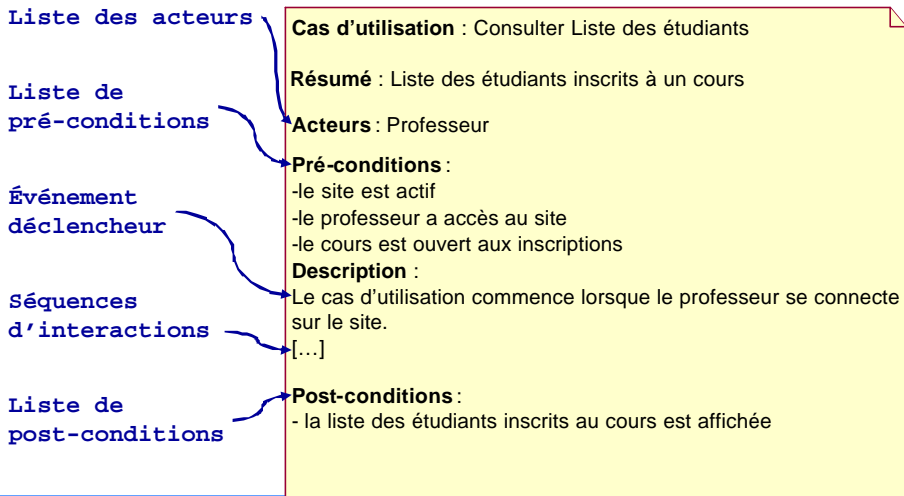 Liste des acteurs
Liste de
pré-conditions
Événement
déclencheur
Séquences
d'interactions
Liste de
post-conditions
Cas d'utilisation : Consulter Liste des étudiants
Résumé : Liste des étudiants inscrits à un cours
Acteurs : Professeur
Pré-conditions :
-le site est actif
-le professeur a accès au site
-le cours est ouvert aux inscriptions
Description :
Le cas d'utilisation commence lorsque le professeur se connecte
sur le site.
[…]
Post-conditions :
- la liste des étudiants inscrits au cours est affichée